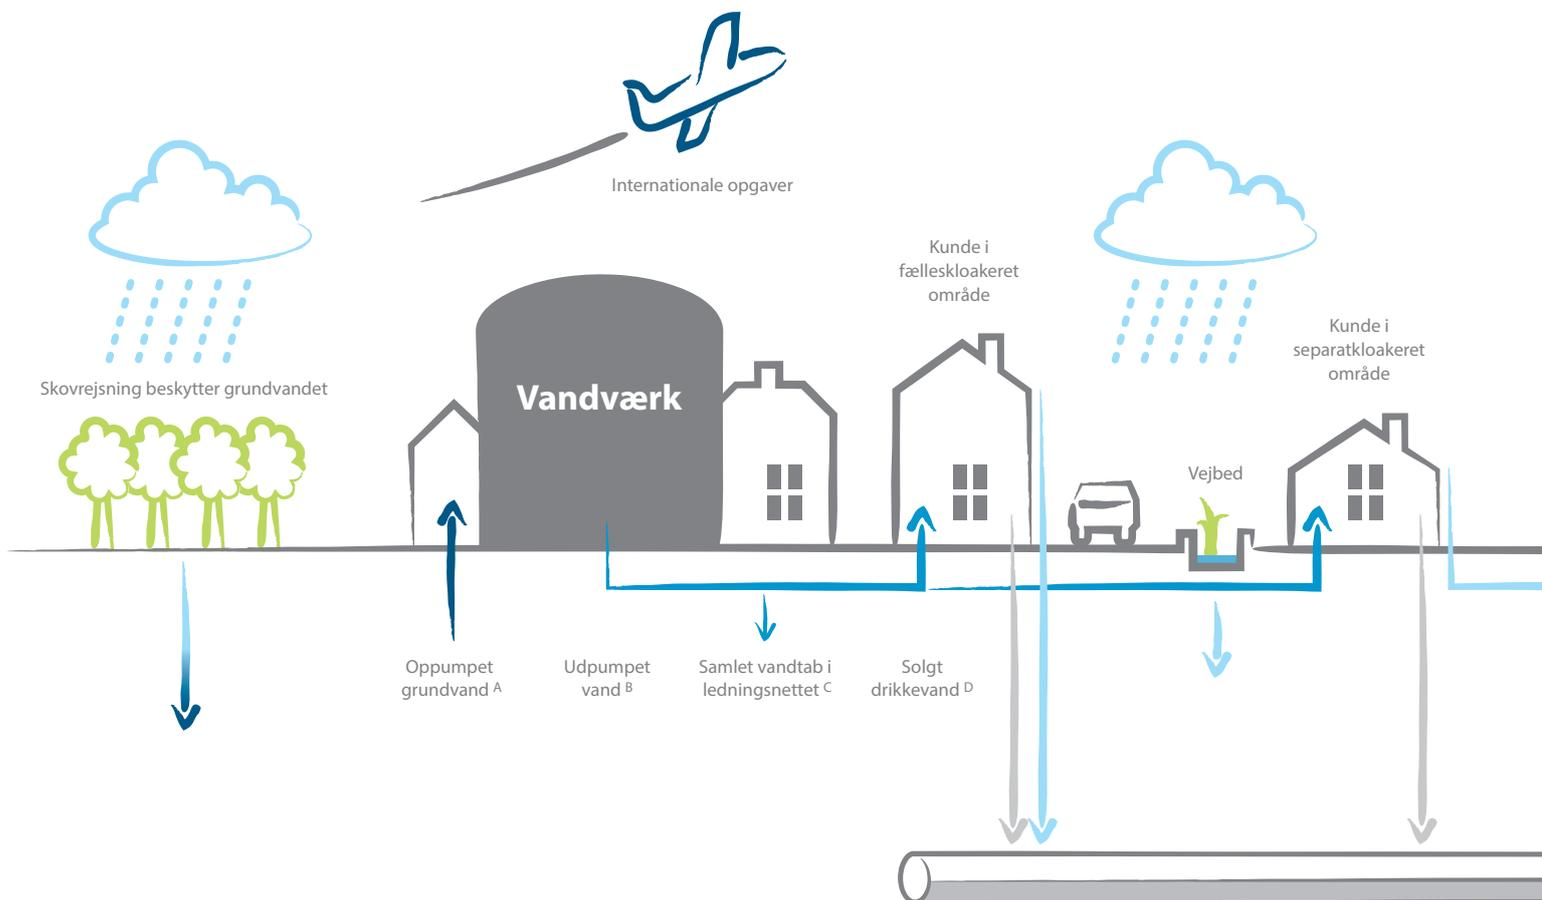 Internationale opgaver
Kunde i
fælleskloakeret
område
Kunde i
separatkloakeret
område
Skovrejsning beskytter grundvandet
Vandværk
Vejbed
Oppumpet
grundvand A
Udpumpet
vand B
Samlet vandtab i
ledningsnettet C
Solgt
drikkevand D